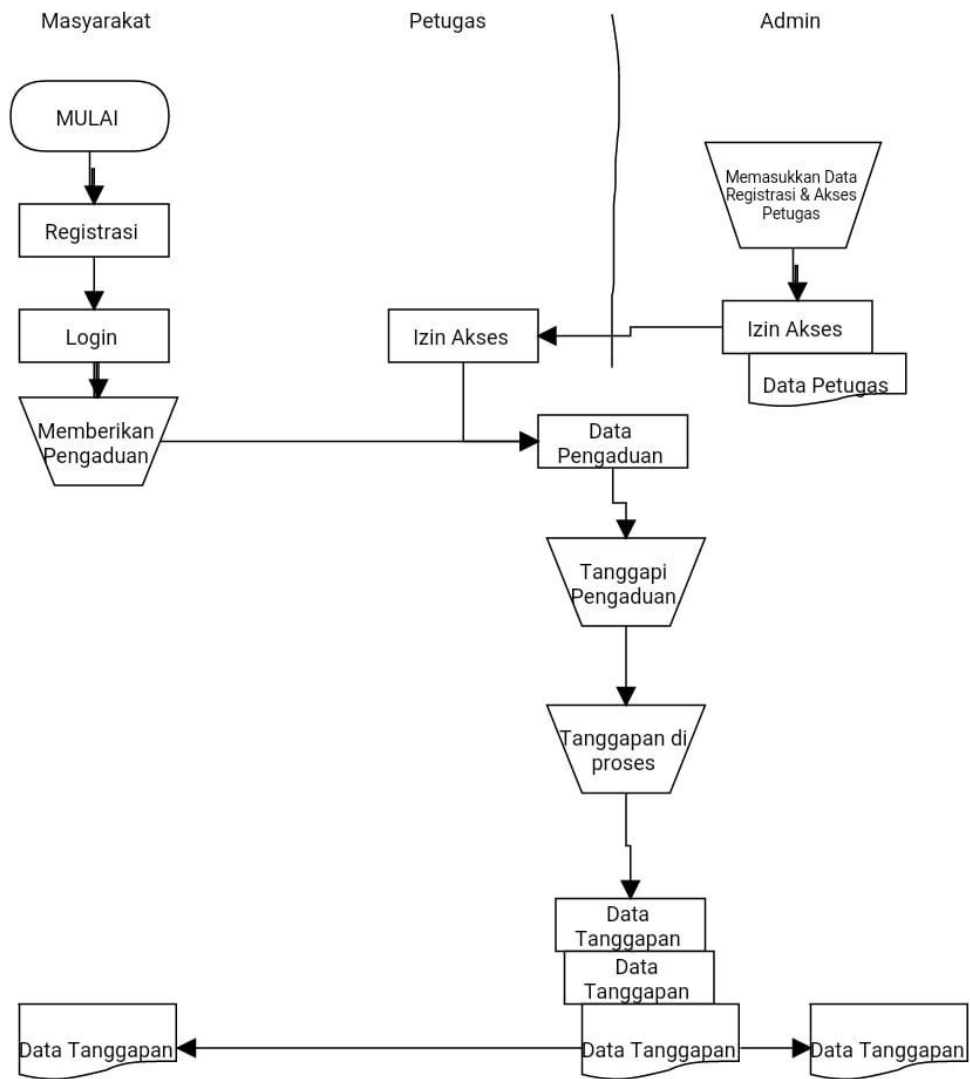 Masyarakat
Petugas
Admin
MULAI
Memasukkan Data
Registrasi & Akses
Petugas
Registrasi
Login
Izin Akses
Izin Akses
Data Petugas
Memberikan
Pengaduan
Data
Pengaduan
Tanggapi
Pengaduan
Tanggapan di
proses
Data
Tanggapan
Data
Tanggapan
Data Tanggapan
Data Tanggapan
Data Tanggapan